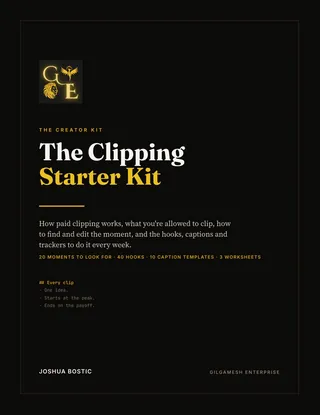 G
E
THE CREATOR KIT
The Clipping
Starter Kit
How paid clipping works, what you're allowed to clip, how
to find and edit the moment, and the hooks, captions and
trackers to do it every week.
20 MOMENTS TO LOOK FOR · 40 HOOKS · 10 CAPTION TEMPLATES · 3 WORKSHEETS
## Every clip
- One idea.
- Starts at the peak.
- Ends on the payoff.
JOSHUA BOSTIC
GILGAMESH ENTERPRISE